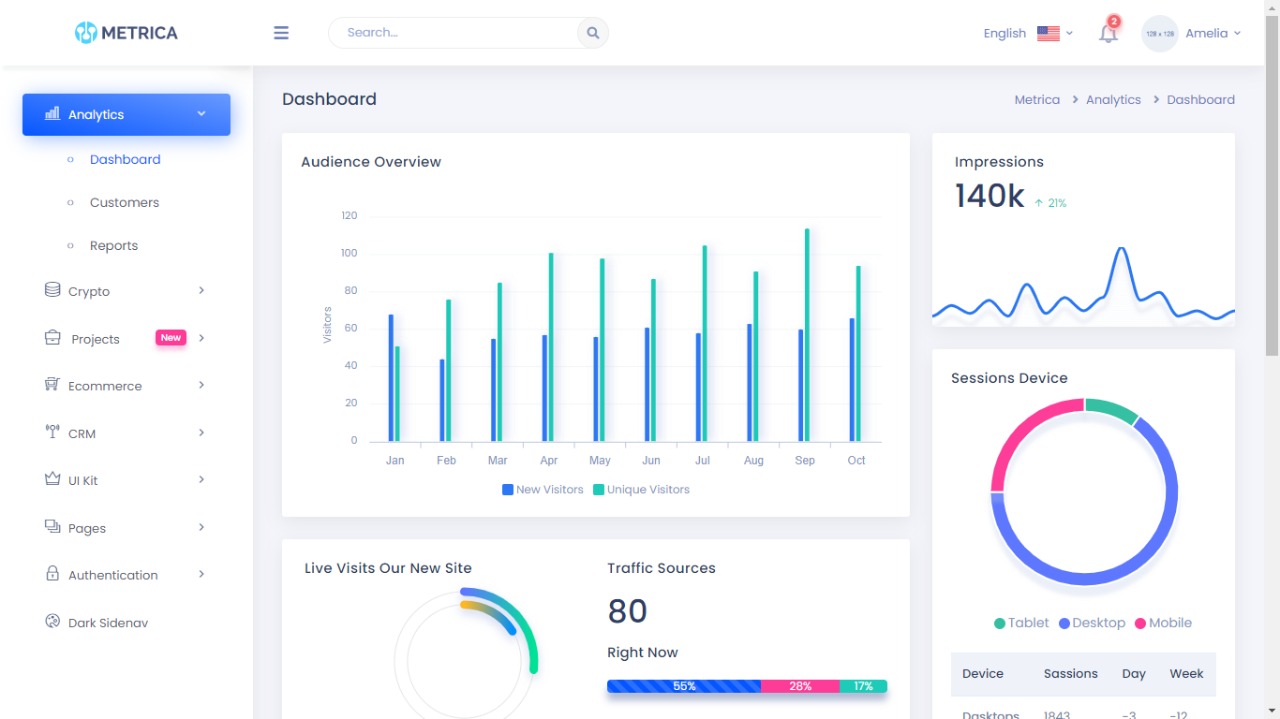 METRICA
Search...
English
2
128 x 128
Amelia
Analytics
Dashboard
Customers
Reports
Crypto
Projects
New
Ecommerce
CRM
UI Kit
Pages
Authentication
Dark Sidenav
Dashboard
Metrica
Analytics
Dashboard
Audience Overview
120
100
80
60
40
20
0
Visitors
Jan
Feb
Mar
Apr
May
Jun
Jul
Aug
Sep
Oct
New Visitors
Unique Visitors
Impressions
140k
21%
Sessions Device
Tablet
Desktop
Mobile
Device Sassions Day Week
Dasktops 1843 -3 -12
Live Visits Our New Site
Traffic Sources
80
Right Now
55% 28% 17%